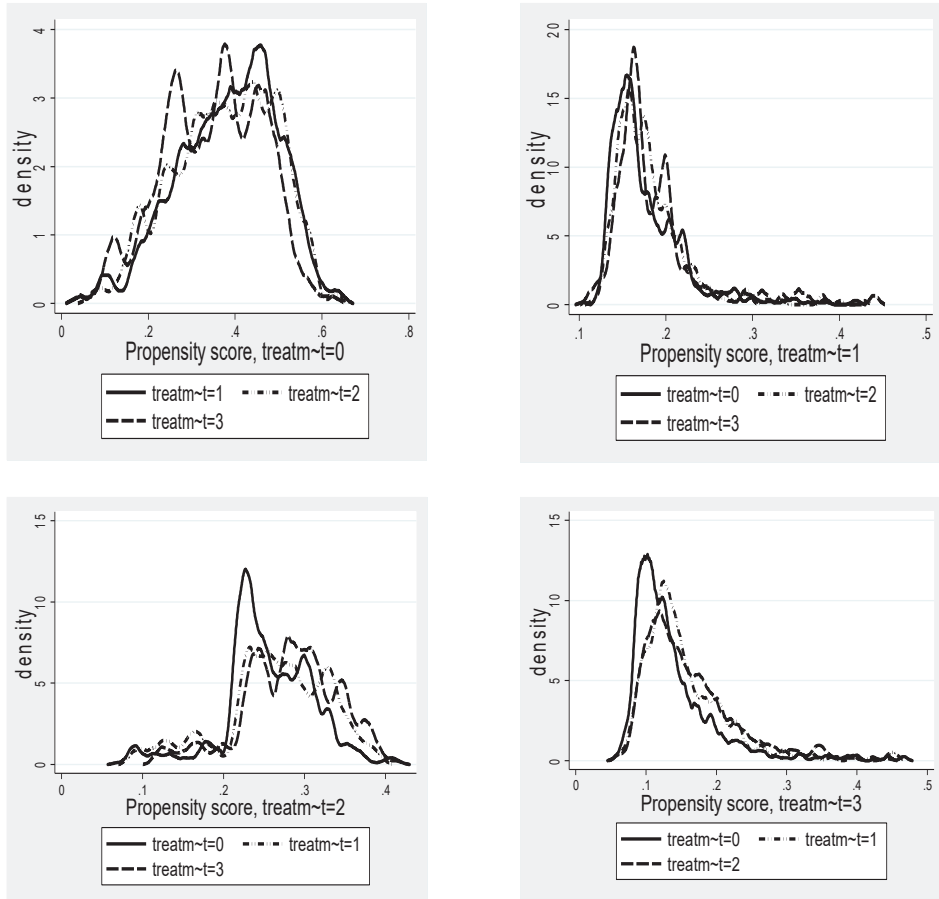 4
3
2
1
0
density
0 .2 .4 .6 .8
Propensity score, treatm~t=0
treatm~t=1 treatm~t=2
treatm~t=3
20
15
10
5
0
density
.1 .2 .3 .4 .5
Propensity score, treatm~t=1
treatm~t=0 treatm~t=2
treatm~t=3
15
10
5
0
density
0 .1 .2 .3 .4
Propensity score, treatm~t=2
treatm~t=0 treatm~t=1
treatm~t=3
15
10
5
0
density
0 .1 .2 .3 .4 .5
Propensity score, treatm~t=3
treatm~t=0 treatm~t=1
treatm~t=2